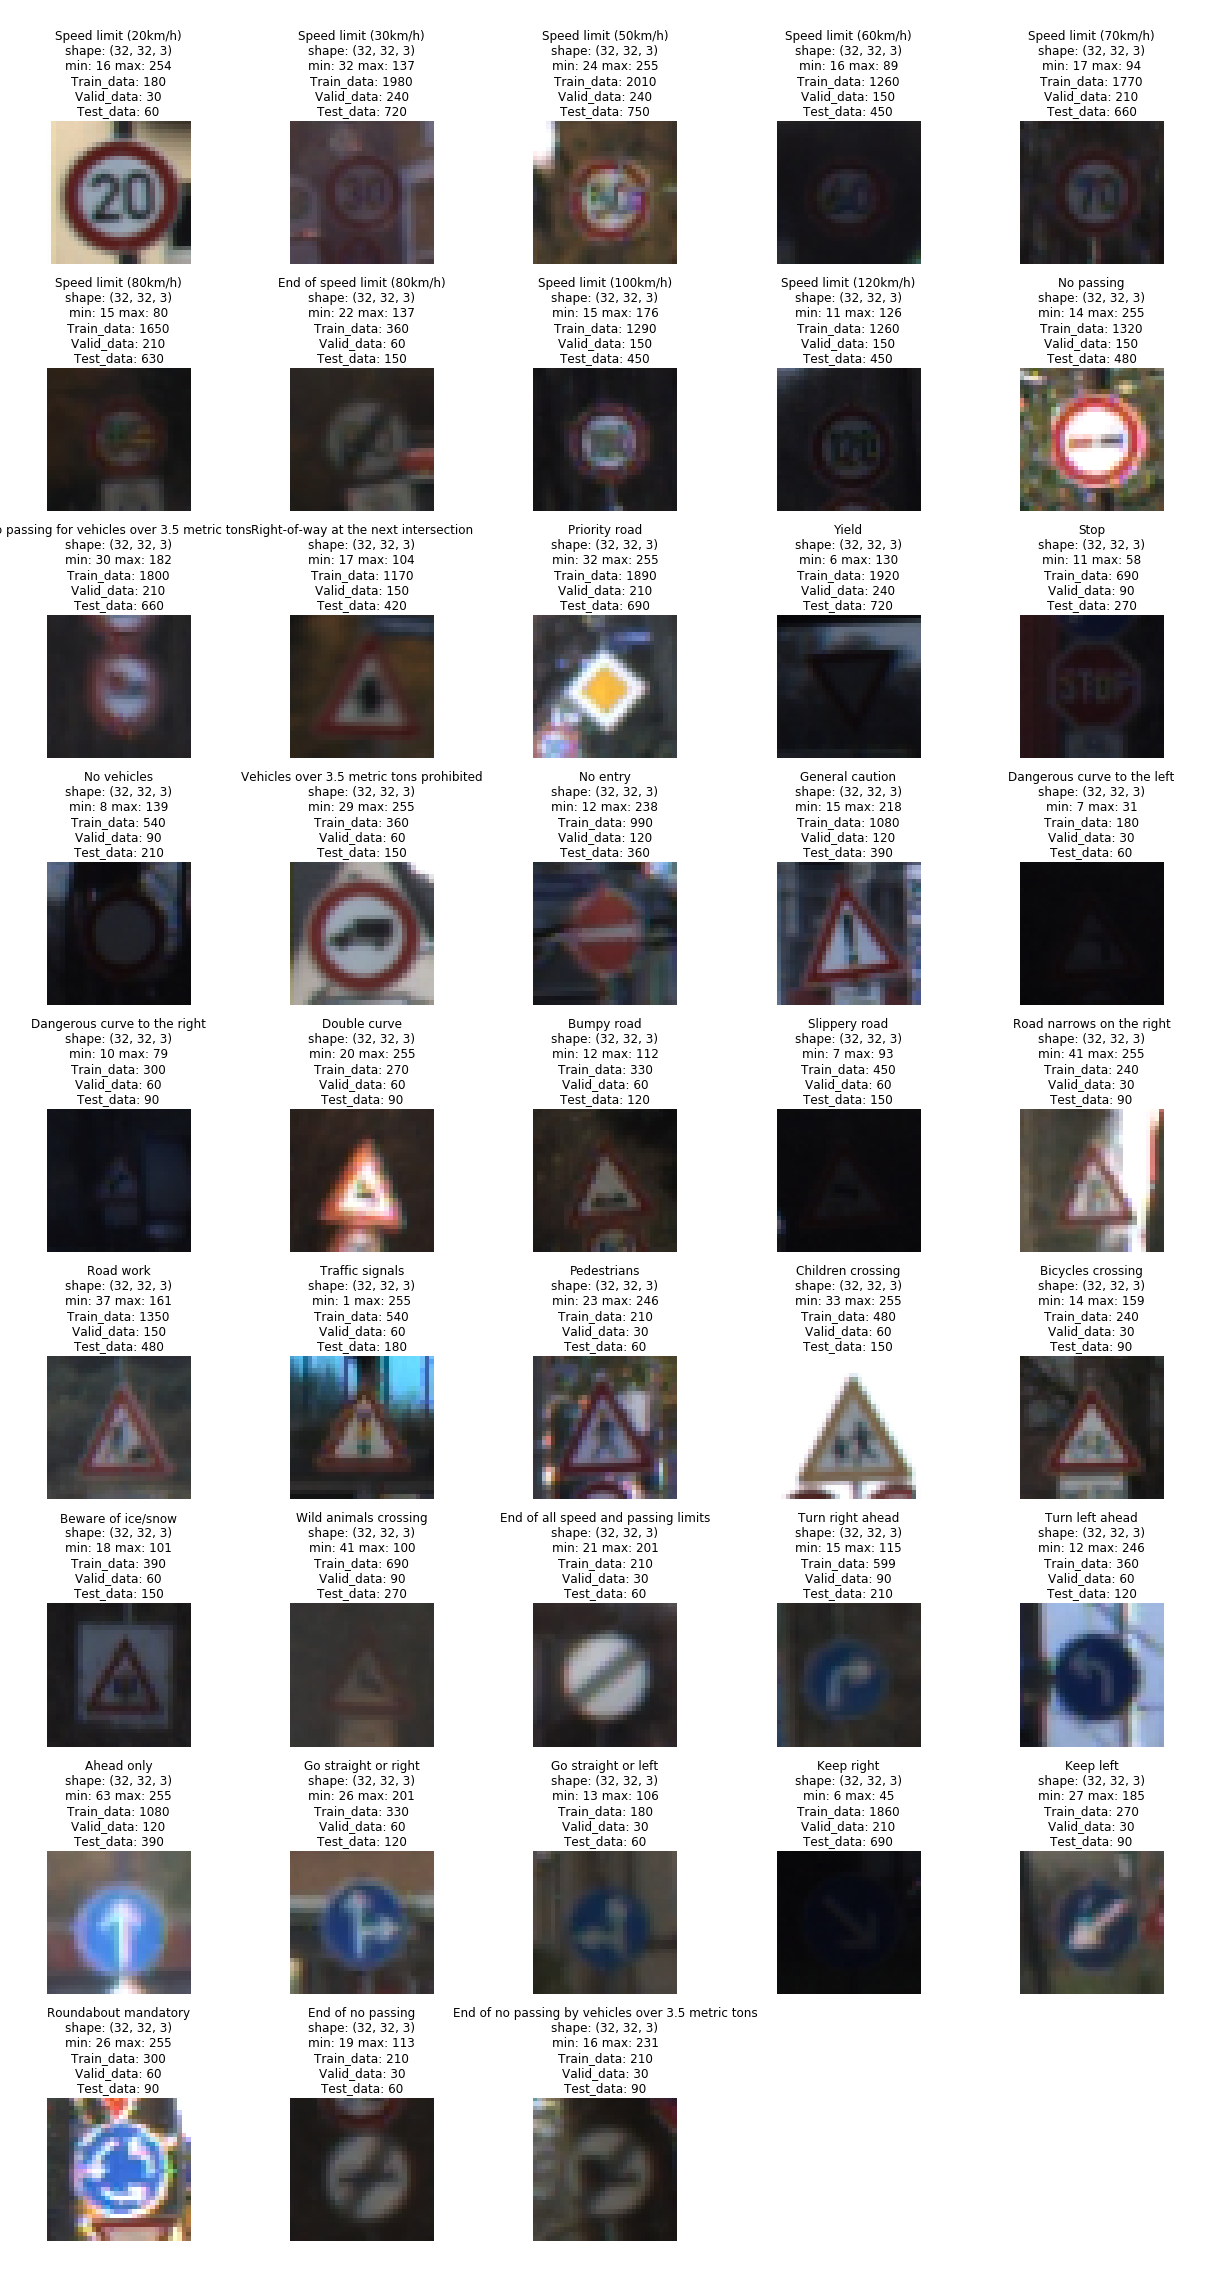 Speed limit (20km/h)
shape: (32, 32, 3)
min: 16 max: 254
Train_data: 180
Valid_data: 30
Test_data: 60
20
Speed limit (30km/h)
shape: (32, 32, 3)
min: 32 max: 137
Train_data: 1980
Valid_data: 240
Test_data: 720
30
Speed limit (50km/h)
shape: (32, 32, 3)
min: 24 max: 255
Train_data: 2010
Valid_data: 240
Test_data: 750
Speed limit (60km/h)
shape: (32, 32, 3)
min: 16 max: 89
Train_data: 1260
Valid_data: 150
Test_data: 450
Speed limit (70km/h)
shape: (32, 32, 3)
min: 17 max: 94
Train_data: 1770
Valid_data: 210
Test_data: 660
70
Speed limit (80km/h)
shape: (32, 32, 3)
min: 15 max: 80
Train_data: 1650
Valid_data: 210
Test_data: 630
End of speed limit (80km/h)
shape: (32, 32, 3)
min: 22 max: 137
Train_data: 360
Valid_data: 60
Test_data: 150
Speed limit (100km/h)
shape: (32, 32, 3)
min: 15 max: 176
Train_data: 1290
Valid_data: 150
Test_data: 450
Speed limit (120km/h)
shape: (32, 32, 3)
min: 11 max: 126
Train_data: 1260
Valid_data: 150
Test_data: 450
No passing
shape: (32, 32, 3)
min: 14 max: 255
Train_data: 1320
Valid_data: 150
Test_data: 480
passing for vehicles over 3.5 metric tons
shape: (32, 32, 3)
min: 30 max: 182
Train_data: 1800
Valid_data: 210
Test_data: 660
Right-of-way at the next intersection
shape: (32, 32, 3)
min: 17 max: 104
Train_data: 1170
Valid_data: 150
Test_data: 420
Priority road
shape: (32, 32, 3)
min: 32 max: 255
Train_data: 1890
Valid_data: 210
Test_data: 690
Yield
shape: (32, 32, 3)
min: 6 max: 130
Train_data: 1920
Valid_data: 240
Test_data: 720
Stop
shape: (32, 32, 3)
min: 11 max: 58
Train_data: 690
Valid_data: 90
Test_data: 270
STOP
No vehicles
shape: (32, 32, 3)
min: 8 max: 139
Train_data: 540
Valid_data: 90
Test_data: 210
Vehicles over 3.5 metric tons prohibited
shape: (32, 32, 3)
min: 29 max: 255
Train_data: 360
Valid_data: 60
Test_data: 150
No entry
shape: (32, 32, 3)
min: 12 max: 238
Train_data: 990
Valid_data: 120
Test_data: 360
General caution
shape: (32, 32, 3)
min: 15 max: 218
Train_data: 1080
Valid_data: 120
Test_data: 390
Dangerous curve to the left
shape: (32, 32, 3)
min: 7 max: 31
Train_data: 180
Valid_data: 30
Test_data: 60
Dangerous curve to the right
shape: (32, 32, 3)
min: 10 max: 79
Train_data: 300
Valid_data: 60
Test_data: 90
Double curve
shape: (32, 32, 3)
min: 20 max: 255
Train_data: 270
Valid_data: 60
Test_data: 90
Bumpy road
shape: (32, 32, 3)
min: 12 max: 112
Train_data: 330
Valid_data: 60
Test_data: 120
Slippery road
shape: (32, 32, 3)
min: 7 max: 93
Train_data: 450
Valid_data: 60
Test_data: 150
Road narrows on the right
shape: (32, 32, 3)
min: 41 max: 255
Train_data: 240
Valid_data: 30
Test_data: 90
Road work
shape: (32, 32, 3)
min: 37 max: 161
Train_data: 1350
Valid_data: 150
Test_data: 480
Traffic signals
shape: (32, 32, 3)
min: 1 max: 255
Train_data: 540
Valid_data: 60
Test_data: 180
Pedestrians
shape: (32, 32, 3)
min: 23 max: 246
Train_data: 210
Valid_data: 30
Test_data: 60
Children crossing
shape: (32, 32, 3)
min: 33 max: 255
Train_data: 480
Valid_data: 60
Test_data: 150
Bicycles crossing
shape: (32, 32, 3)
min: 14 max: 159
Train_data: 240
Valid_data: 30
Test_data: 90
Beware of ice/snow
shape: (32, 32, 3)
min: 18 max: 101
Train_data: 390
Valid_data: 60
Test_data: 150
Wild animals crossing
shape: (32, 32, 3)
min: 41 max: 100
Train_data: 690
Valid_data: 90
Test_data: 270
End of all speed and passing limits
shape: (32, 32, 3)
min: 21 max: 201
Train_data: 210
Valid_data: 30
Test_data: 60
Turn right ahead
shape: (32, 32, 3)
min: 15 max: 115
Train_data: 599
Valid_data: 90
Test_data: 210
Turn left ahead
shape: (32, 32, 3)
min: 12 max: 246
Train_data: 360
Valid_data: 60
Test_data: 120
Ahead only
shape: (32, 32, 3)
min: 63 max: 255
Train_data: 1080
Valid_data: 120
Test_data: 390
Go straight or right
shape: (32, 32, 3)
min: 26 max: 201
Train_data: 330
Valid_data: 60
Test_data: 120
Go straight or left
shape: (32, 32, 3)
min: 13 max: 106
Train_data: 180
Valid_data: 30
Test_data: 60
Keep right
shape: (32, 32, 3)
min: 6 max: 45
Train_data: 1860
Valid_data: 210
Test_data: 690
Keep left
shape: (32, 32, 3)
min: 27 max: 185
Train_data: 270
Valid_data: 30
Test_data: 90
Roundabout mandatory
shape: (32, 32, 3)
min: 26 max: 255
Train_data: 300
Valid_data: 60
Test_data: 90
End of no passing
shape: (32, 32, 3)
min: 19 max: 113
Train_data: 210
Valid_data: 30
Test_data: 60
End of no passing by vehicles over 3.5 metric tons
shape: (32, 32, 3)
min: 16 max: 231
Train_data: 210
Valid_data: 30
Test_data: 90